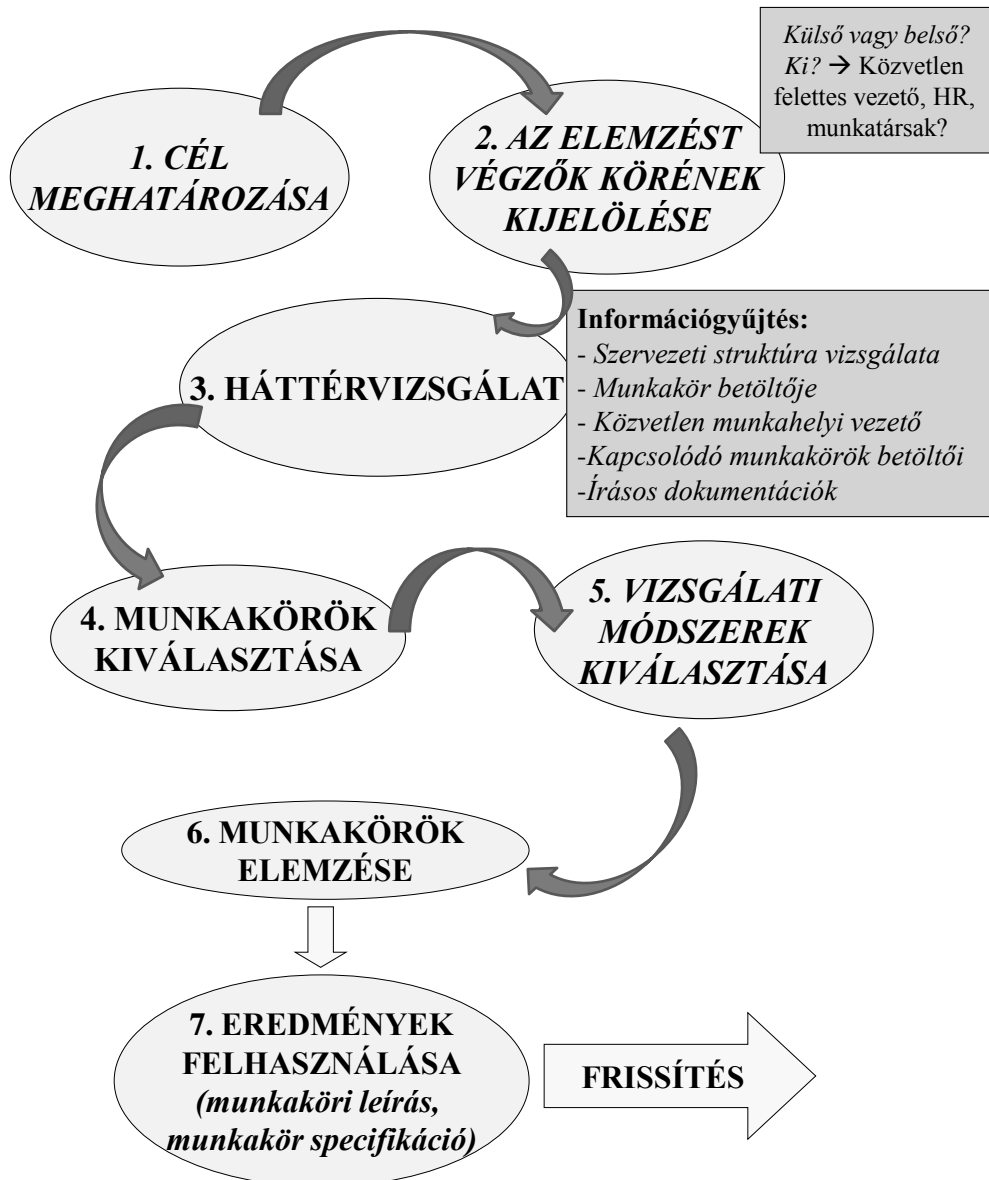 1. CÉL
MEGHATÁROZÁSA
2. AZ ELEMZÉST
VÉGZŐK KÖRÉNEK
KIJELÖLÉSE
Külső vagy belső?
Ki? → Közvetlen
felettes vezető, HR,
munkatársak?
3. HÁTTÉRVIZSGÁLAT
Információgyűjtés:
- Szervezeti struktúra vizsgálata
- Munkakör betöltője
- Közvetlen munkahelyi vezető
-Kapcsolódó munkakörök betöltői
-Írásos dokumentációk
4. MUNKAKÖRÖK
KIVÁLASZTÁSA
5. VIZSGÁLATI
MÓDSZEREK
KIVÁLASZTÁSA
6. MUNKAKÖRÖK
ELEMZÉSE
7. EREDMÉNYEK
FELHASZNÁLÁSA
(munkaköri leírás,
munkakör specifikáció)
FRISSÍTÉS